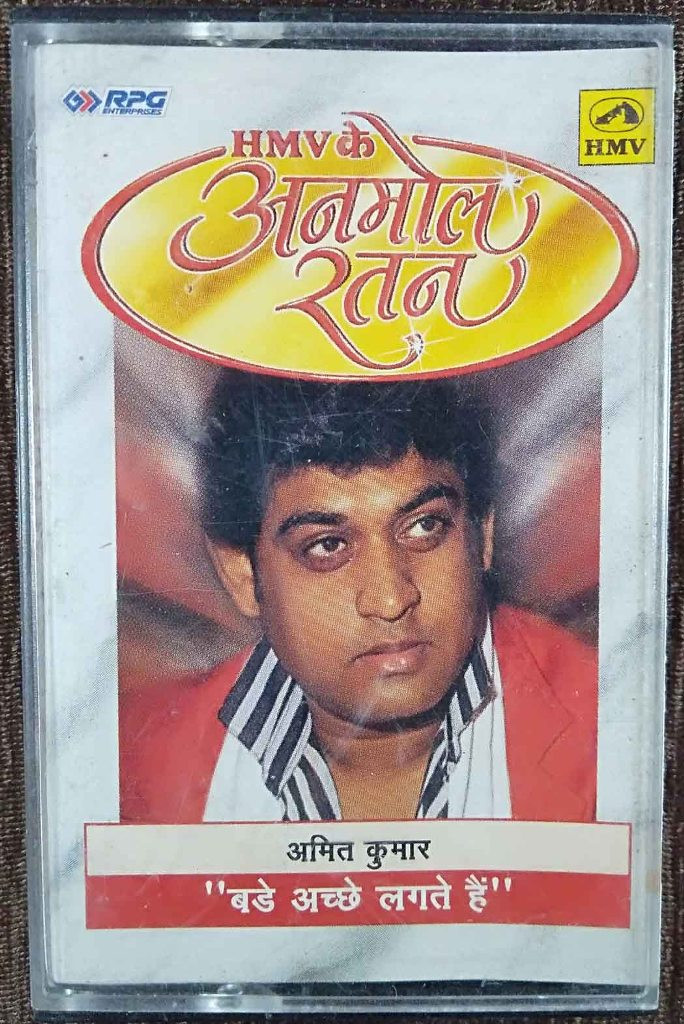 RPG
ENTERPRISES
HMV
HMV के
अनमोल
रतन
अमित कुमार
"बडे अच्छे लगते हैं"